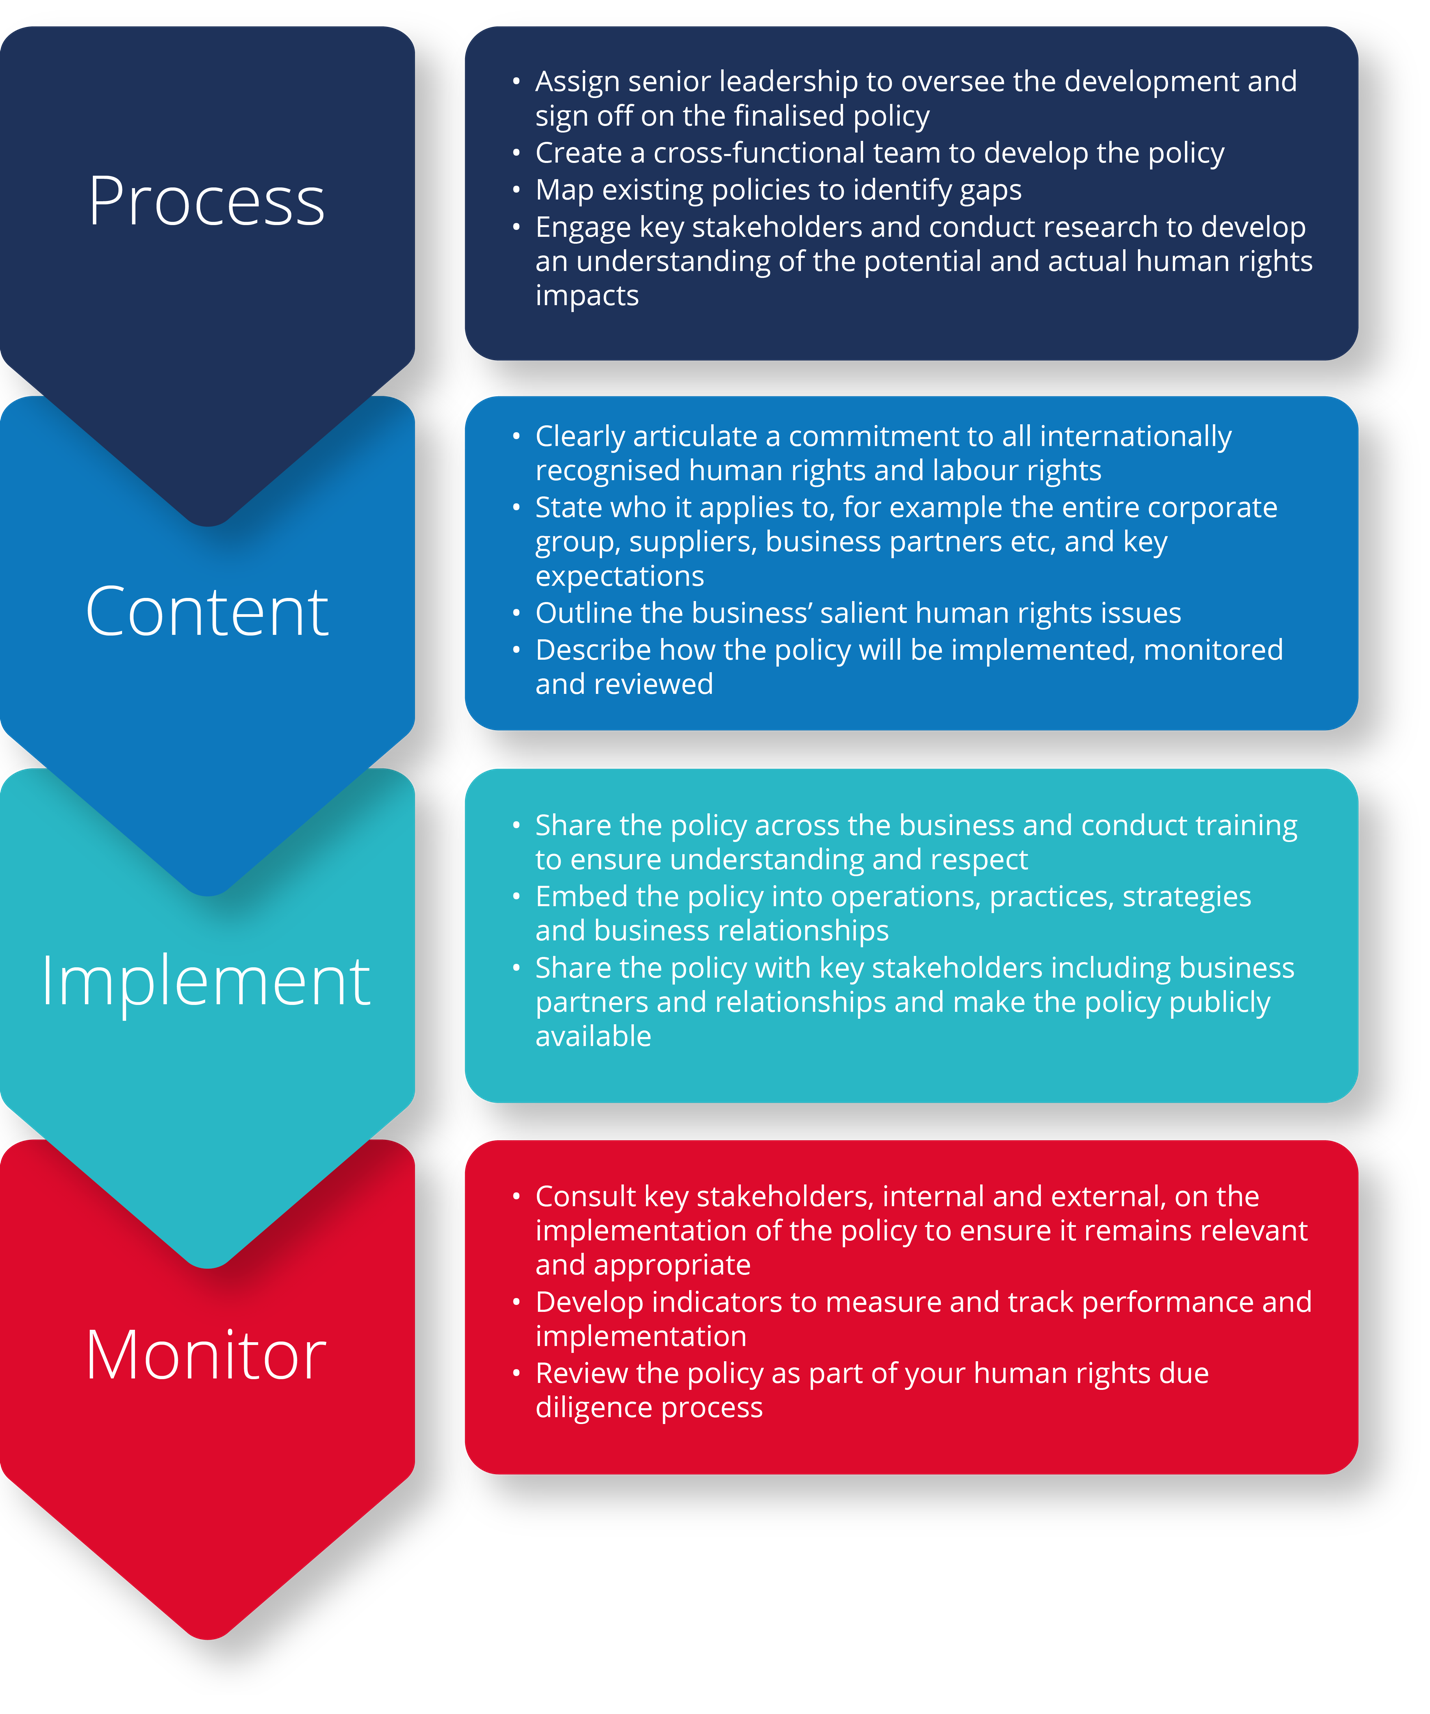 Process
• Assign senior leadership to oversee the development and
sign off on the finalised policy
• Create a cross-functional team to develop the policy
• Map existing policies to identify gaps
• Engage key stakeholders and conduct research to develop
an understanding of the potential and actual human rights
impacts
Content
• Clearly articulate a commitment to all internationally
recognised human rights and labour rights
• State who it applies to, for example the entire corporate
group, suppliers, business partners etc, and key
expectations
• Outline the business’ salient human rights issues
• Describe how the policy will be implemented, monitored
and reviewed
Implement
• Share the policy across the business and conduct training
to ensure understanding and respect
• Embed the policy into operations, practices, strategies
and business relationships
• Share the policy with key stakeholders including business
partners and relationships and make the policy publicly
available
Monitor
• Consult key stakeholders, internal and external, on the
implementation of the policy to ensure it remains relevant
and appropriate
• Develop indicators to measure and track performance and
implementation
• Review the policy as part of your human rights due
diligence process